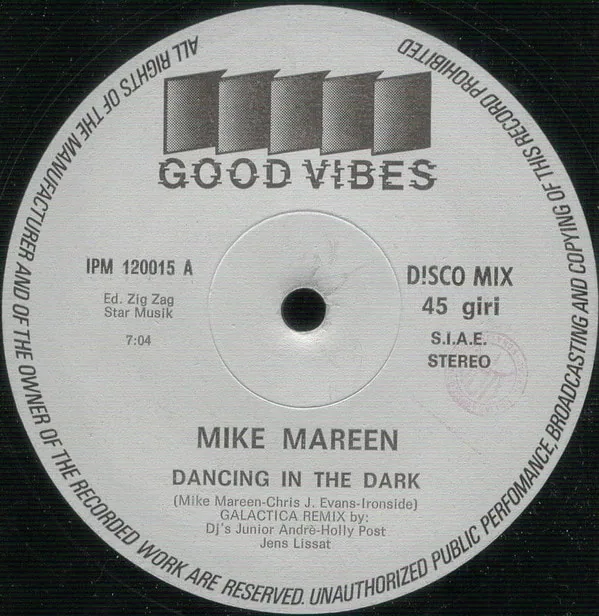 ALL RIGHTS OF THE MANUFACTURER AND OF THE OWNER OF THE RECORDED WORK ARE RESERVED. UNAUTHORIZED PUBLIC PERFOMANCE, BROADCASTING AND COPYING OF THIS RECORD PROHIBITED
GOOD V!BES
IPM 120015 A
Ed. Zig Zag
Star Musik
7:04
D!SCO MIX
45 giri
S.I.A.E.
STEREO
MIKE MAREEN
DANCING IN THE DARK
(Mike Mareen-Chris J. Evans-Ironside)
GALACTICA REMIX by:
Dj's Junior Andrè-Holly Post
Jens Lissat